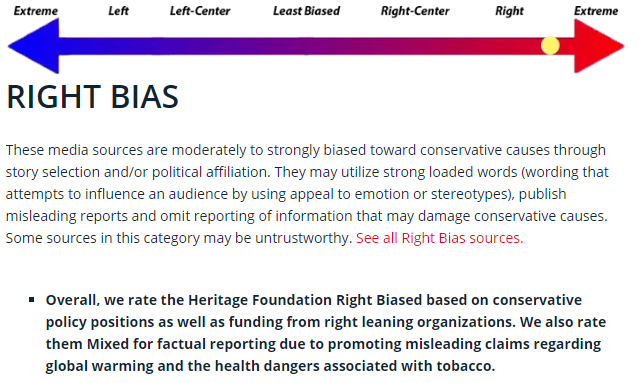 Extreme Left Left-Center Least Biased Right-Center Right Extreme
RIGHT BIAS
These media sources are moderately to strongly biased toward conservative causes through
story selection and/or political affiliation. They may utilize strong loaded words (wording that
attempts to influence an audience by using appeal to emotion or stereotypes), publish
misleading reports and omit reporting of information that may damage conservative causes.
Some sources in this category may be untrustworthy. See all Right Bias sources.
▪ Overall, we rate the Heritage Foundation Right Biased based on conservative
policy positions as well as funding from right leaning organizations. We also rate
them Mixed for factual reporting due to promoting misleading claims regarding
global warming and the health dangers associated with tobacco.